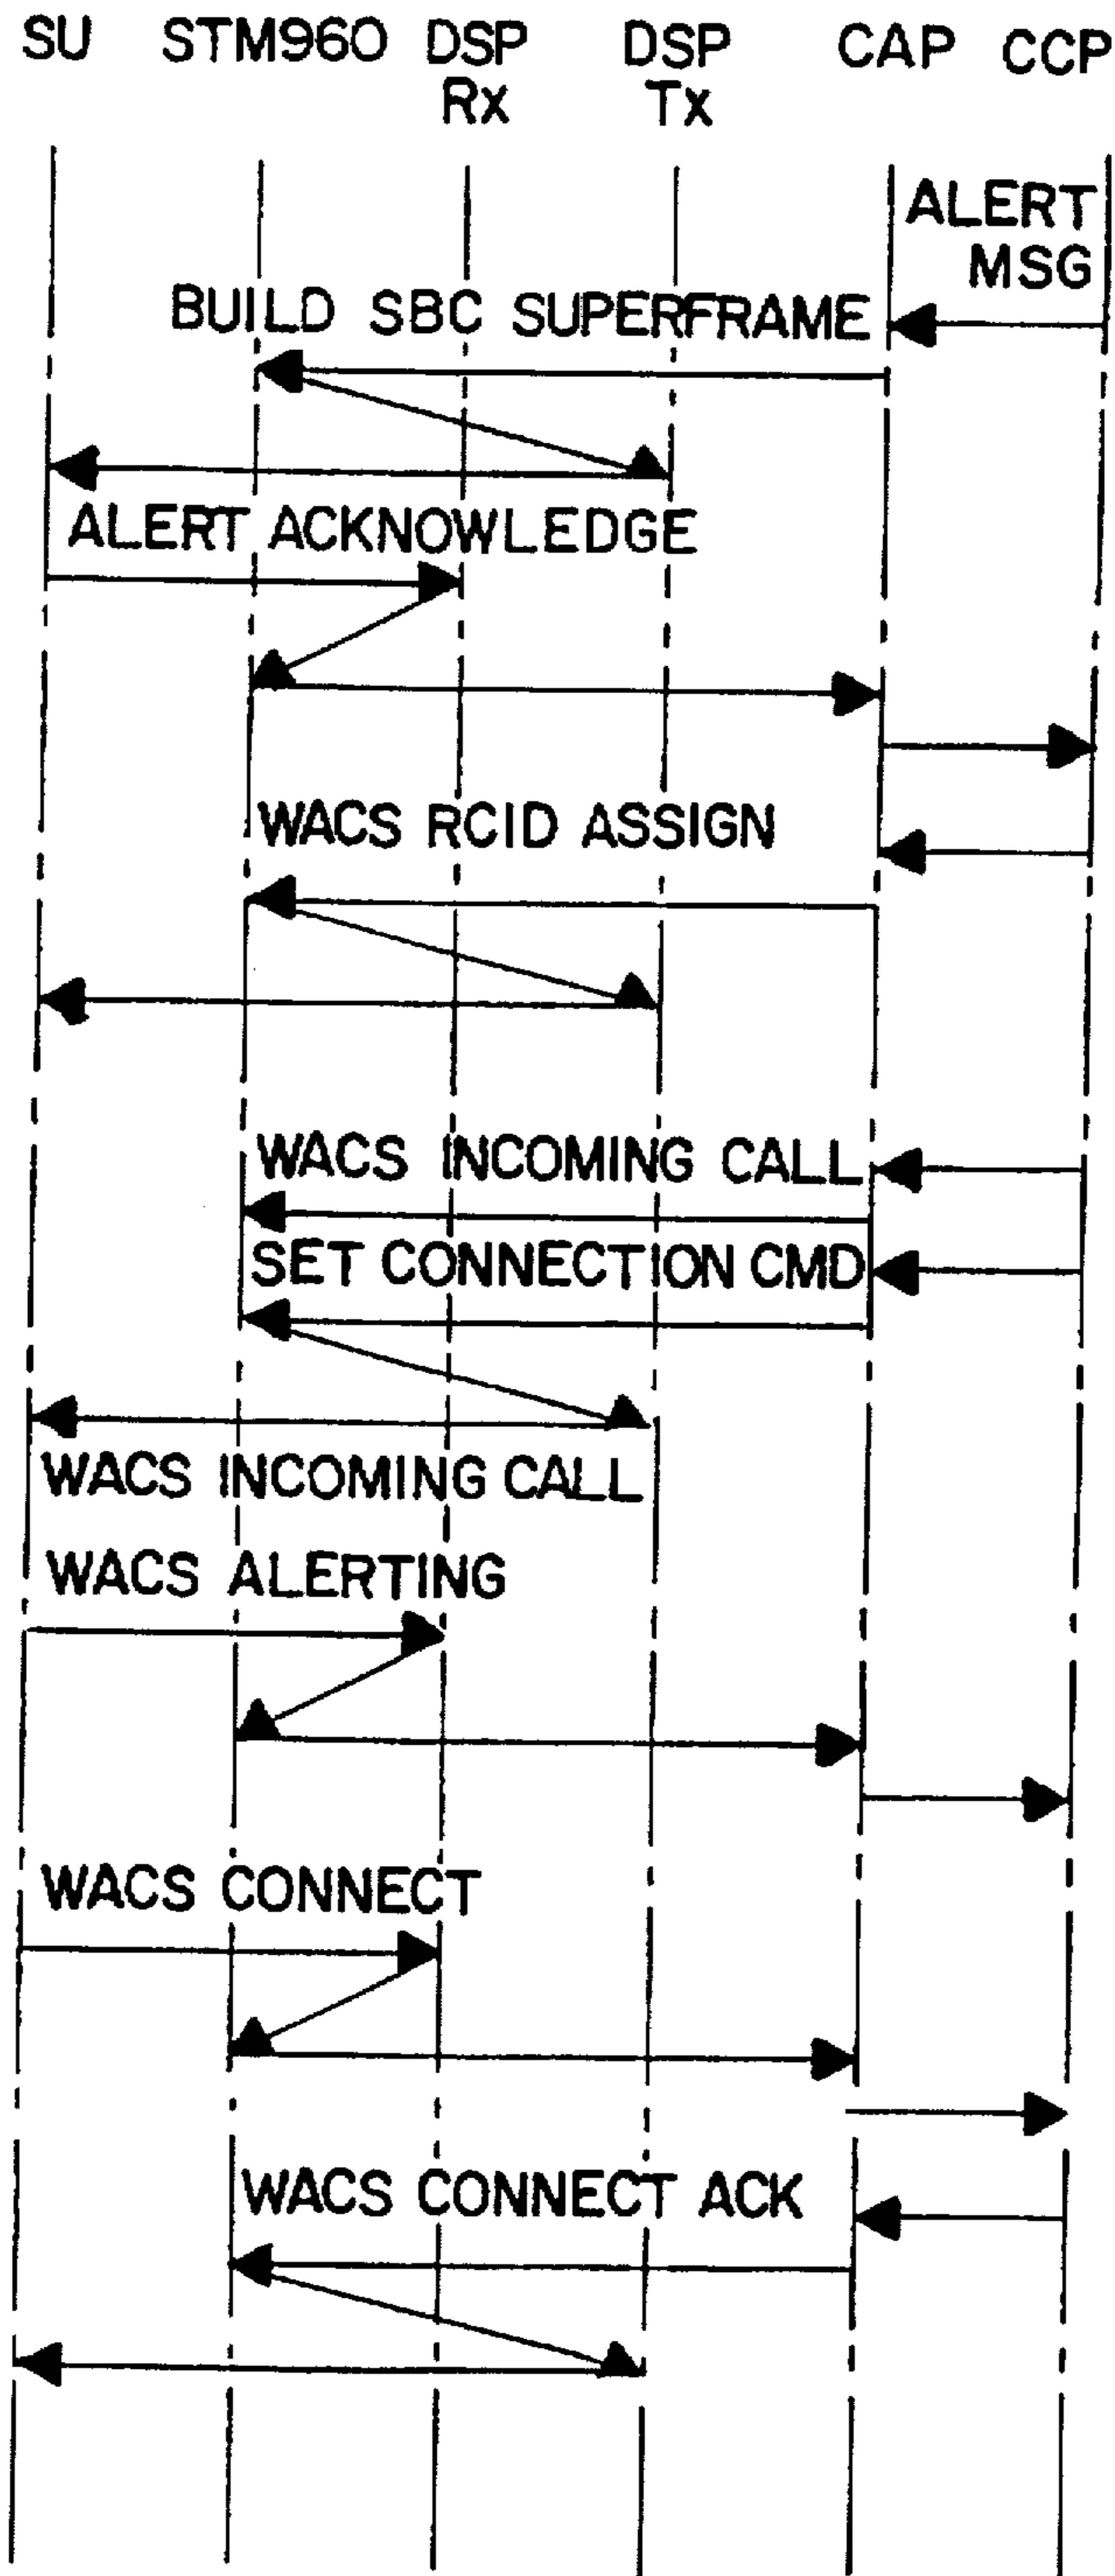 SU STM960 DSP Rx DSP Tx CAP CCP
ALERT
MSG
BUILD SBC SUPERFRAME
ALERT ACKNOWLEDGE
WACS RCID ASSIGN
WACS INCOMING CALL
SET CONNECTION CMD
WACS INCOMING CALL
WACS ALERTING
WACS CONNECT
WACS CONNECT ACK